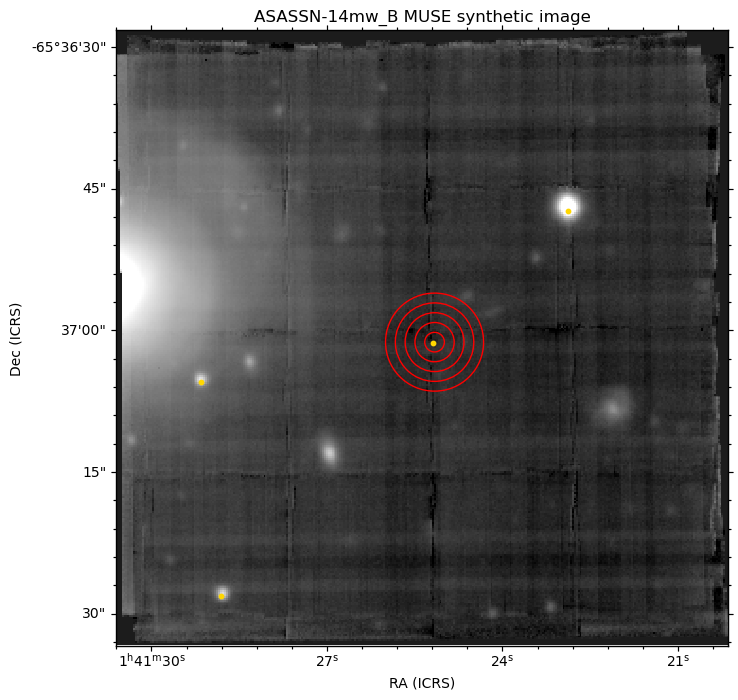 ASASSN-14mw_B MUSE synthetic image
-65°36'30"
45"
37'00"
15"
30"
Dec (ICRS)
1ʰ41ᵐ30ˢ
27ˢ
24ˢ
21ˢ
RA (ICRS)